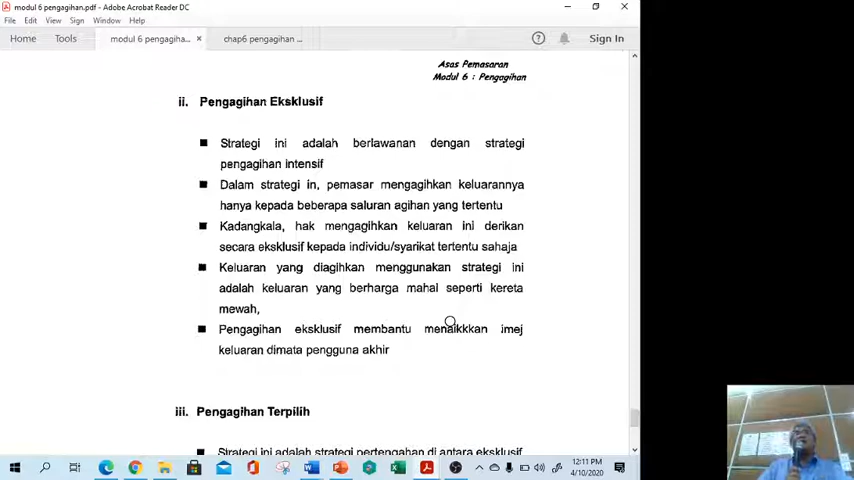 modul 6 pengagihan.pdf - Adobe Acrobat Reader DC
File Edit View Sign Window Help
Home Tools modul 6 pengagiha... × chap6 pengagihan ... Sign In
Asas Pemasaran
Modul 6 : Pengagihan
ii. Pengagihan Eksklusif
Strategi ini adalah berlawanan dengan strategi
pengagihan intensif
Dalam strategi in, pemasar mengagihkan keluarannya
hanya kepada beberapa saluran agihan yang tertentu
Kadangkala, hak mengagihkan keluaran ini derikan
secara eksklusif kepada individu/syarikat tertentu sahaja
Keluaran yang diagihkan menggunakan strategi ini
adalah keluaran yang berharga mahal seperti kereta
mewah,
Pengagihan eksklusif membantu menaikkkan imej
keluaran dimata pengguna akhir
iii. Pengagihan Terpilih
Strategi ini adalah strategi pertengahan di antara eksklusif
12:11 PM
4/10/2020